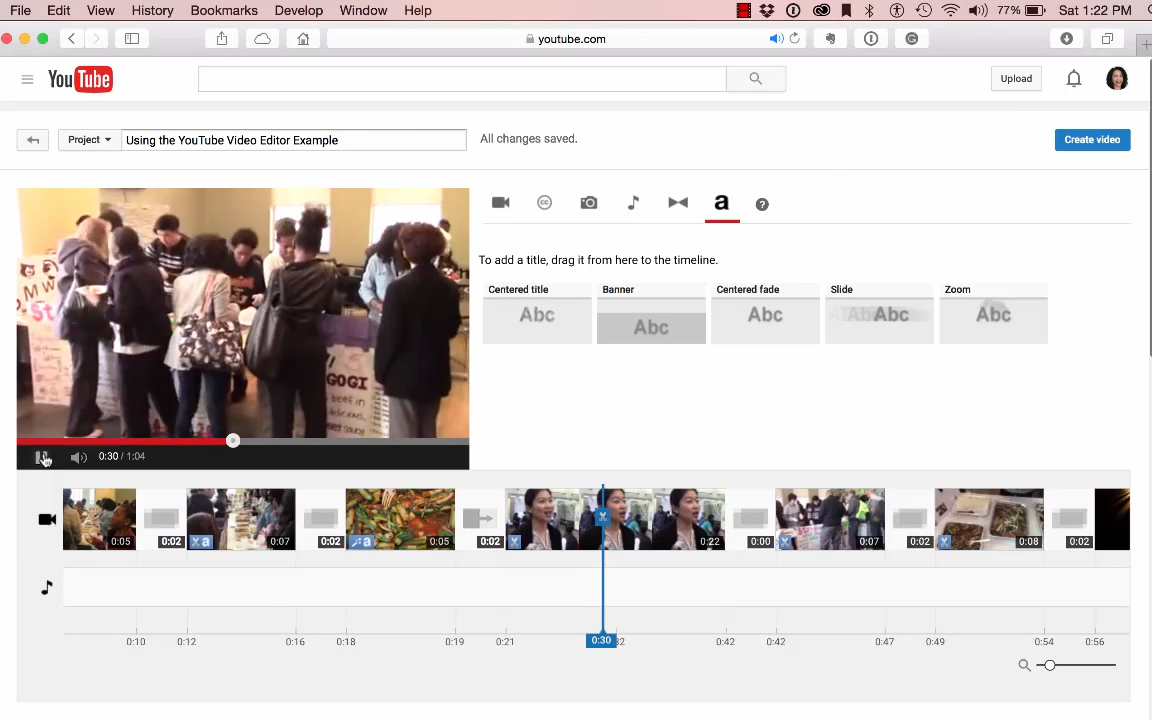 File Edit View History Bookmarks Develop Window Help 77% Sat 1:22 PM
youtube.com
YouTube Upload
Project Using the YouTube Video Editor Example All changes saved. Create video
a
To add a title, drag it from here to the timeline.
Centered title Banner Centered fade Slide Zoom
Abc Abc Abc Abc Abc
OGI
beef in
0:30 / 1:04
0:05 0:02 a 0:07 0:02 a 0:05 0:02 0:22 0:00 0:07 0:02 0:08 0:02
0:10 0:12 0:16 0:18 0:19 0:21 0:30 32 0:42 0:42 0:47 0:49 0:54 0:56